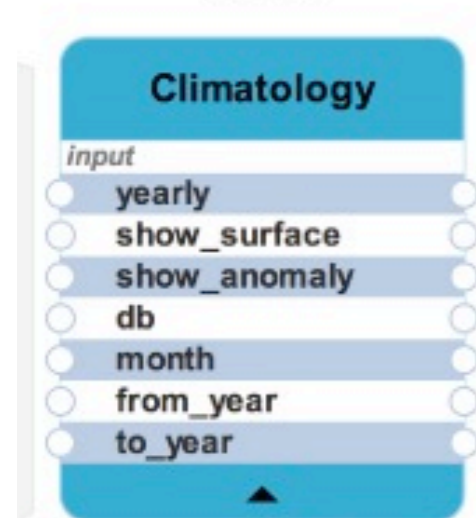 Climatology
input
yearly
show_surface
show_anomaly
db
month
from_year
to_year